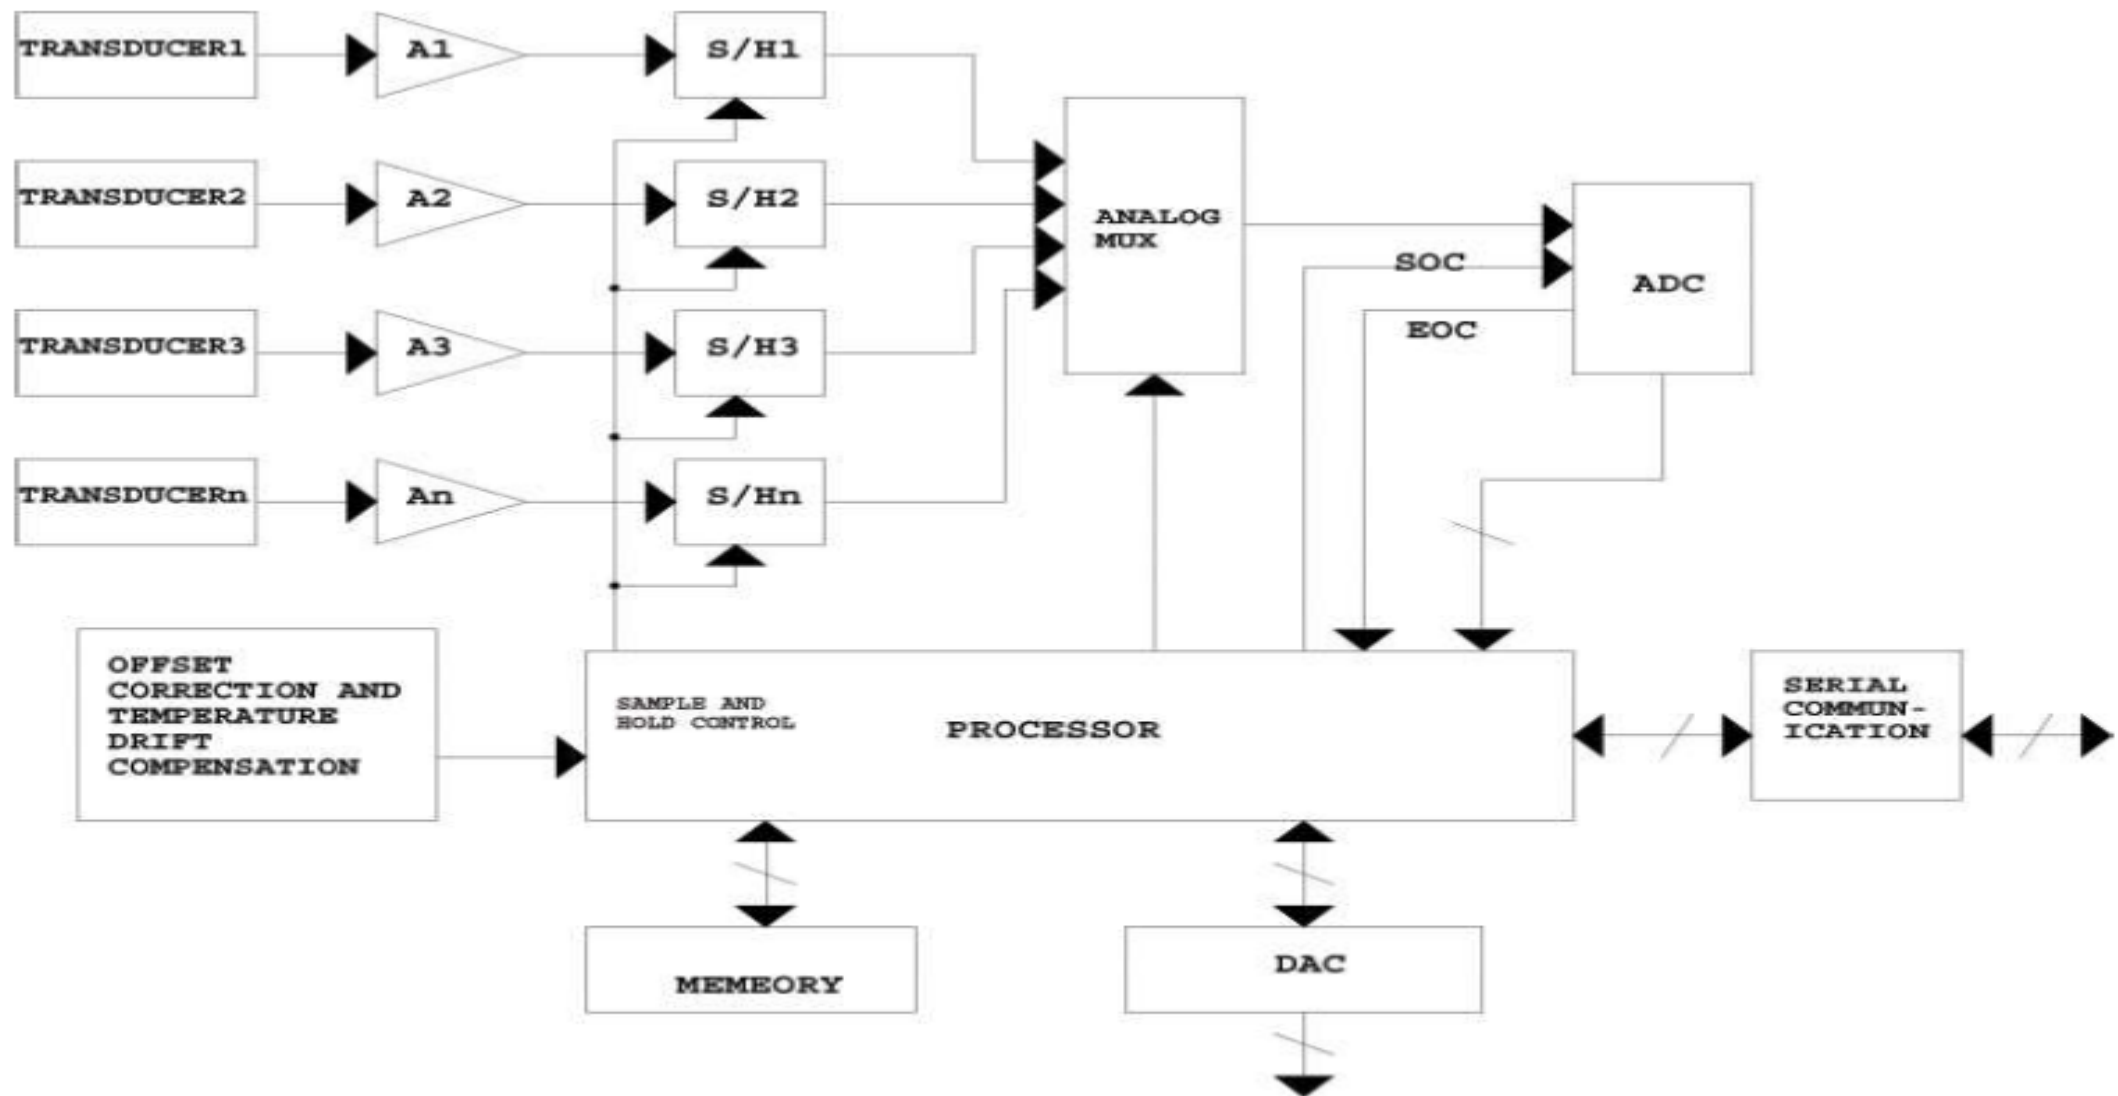 TRANSDUCER1
A1
S/H1
TRANSDUCER2
A2
S/H2
ANALOG
MUX
SOC
ADC
EOC
TRANSDUCER3
A3
S/H3
TRANSDUCERn
An
S/Hn
OFFSET
CORRECTION AND
TEMPERATURE
DRIFT
COMPENSATION
SAMPLE AND
HOLD CONTROL
PROCESSOR
SERIAL
COMMUN-
ICATION
MEMEORY
DAC